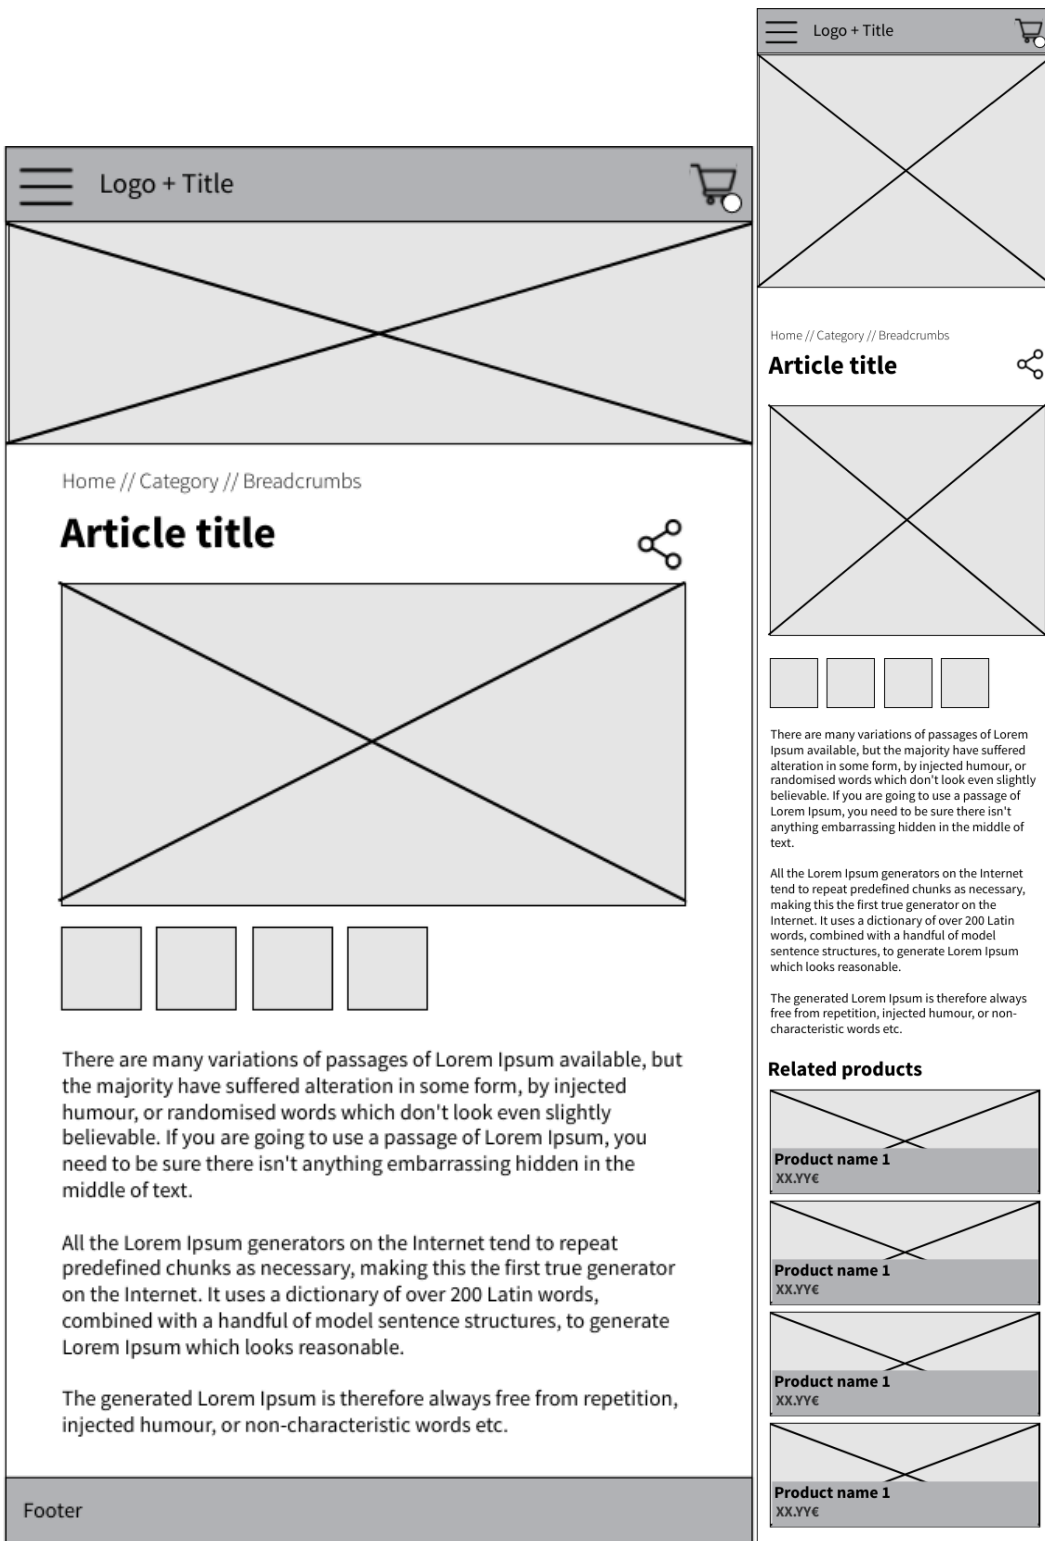 Logo + Title
Home // Category // Breadcrumbs
Article title
There are many variations of passages of Lorem Ipsum available, but
the majority have suffered alteration in some form, by injected
humour, or randomised words which don't look even slightly
believable. If you are going to use a passage of Lorem Ipsum, you
need to be sure there isn't anything embarrassing hidden in the
middle of text.
All the Lorem Ipsum generators on the Internet tend to repeat
predefined chunks as necessary, making this the first true generator
on the Internet. It uses a dictionary of over 200 Latin words,
combined with a handful of model sentence structures, to generate
Lorem Ipsum which looks reasonable.
The generated Lorem Ipsum is therefore always free from repetition,
injected humour, or non-characteristic words etc.
Footer
Logo + Title
Home // Category // Breadcrumbs
Article title
There are many variations of passages of Lorem
Ipsum available, but the majority have suffered
alteration in some form, by injected humour, or
randomised words which don't look even slightly
believable. If you are going to use a passage of
Lorem Ipsum, you need to be sure there isn't
anything embarrassing hidden in the middle of
text.
All the Lorem Ipsum generators on the Internet
tend to repeat predefined chunks as necessary,
making this the first true generator on the
Internet. It uses a dictionary of over 200 Latin
words, combined with a handful of model
sentence structures, to generate Lorem Ipsum
which looks reasonable.
The generated Lorem Ipsum is therefore always
free from repetition, injected humour, or non-
characteristic words etc.
Related products
Product name 1
XX.YY€
Product name 1
XX.YY€
Product name 1
XX.YY€
Product name 1
XX.YY€